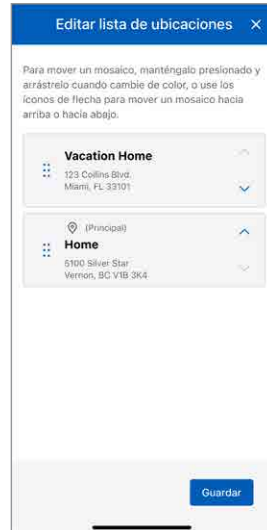 Editar lista de ubicaciones
Para mover un mosaico, manténgalo presionado y
arrástrelo cuando cambie de color, o use los
íconos de flecha para mover un mosaico hacia
arriba o hacia abajo.
Vacation Home
123 Collins Blvd.
Miami, FL 33101
(Principal)
Home
5100 Silver Star
Vernon, BC V1B 3K4
Guardar